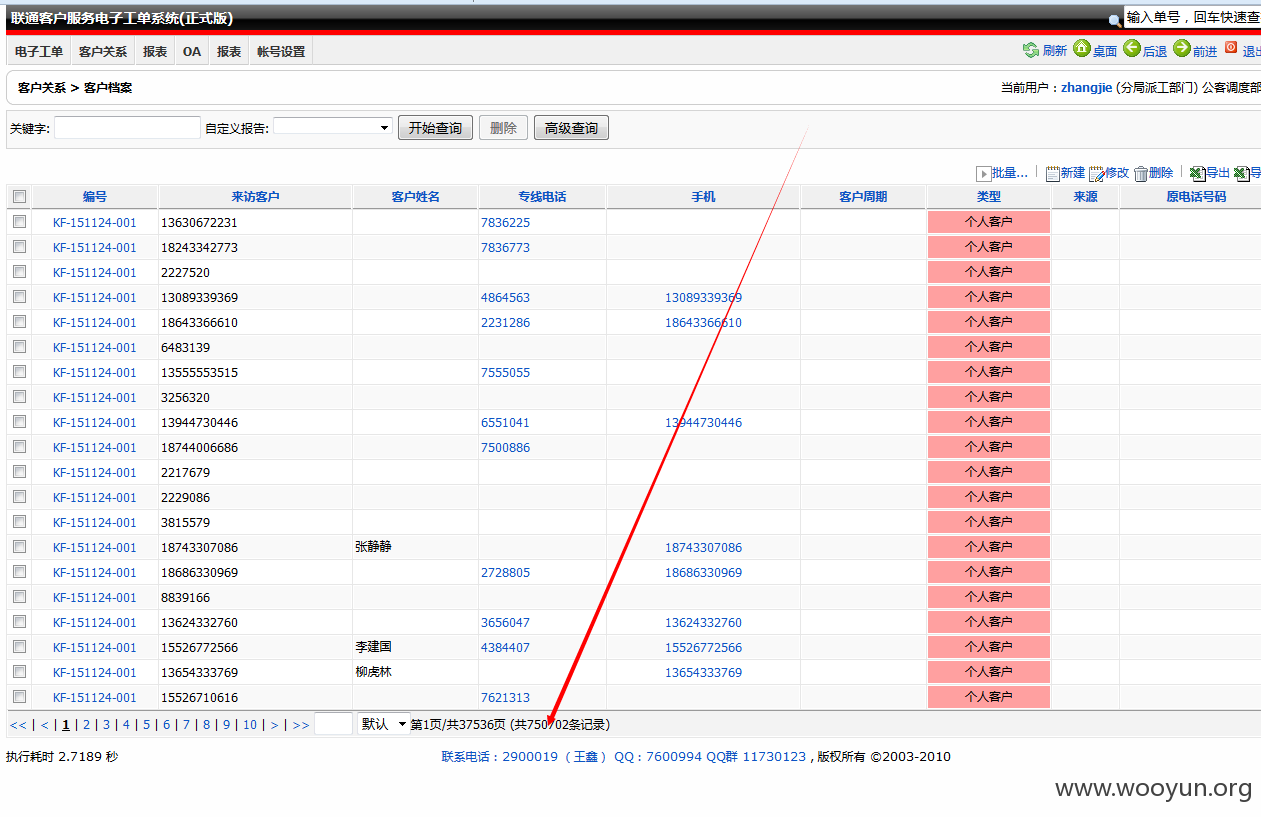 联通客户服务电子工单系统(正式版) 输入单号，回车快速查
电子工单 客户关系 报表 OA 报表 帐号设置 刷新 桌面 后退 前进 退出
客户关系 > 客户档案 当前用户：zhangjie (分局派工部门) 公客调度部
关键字: 自定义报告: 开始查询 删除 高级查询
批量... 新建 修改 删除 导出 导
编号 来访客户 客户姓名 专线电话 手机 客户周期 类型 来源 原电话号码
KF-151124-001 13630672231 7836225 个人客户
KF-151124-001 18243342773 7836773 个人客户
KF-151124-001 2227520 个人客户
KF-151124-001 13089339369 4864563 13089339369 个人客户
KF-151124-001 18643366610 2231286 18643366610 个人客户
KF-151124-001 6483139 个人客户
KF-151124-001 13555553515 7555055 个人客户
KF-151124-001 3256320 个人客户
KF-151124-001 13944730446 6551041 13944730446 个人客户
KF-151124-001 18744006686 7500886 个人客户
KF-151124-001 2217679 个人客户
KF-151124-001 2229086 个人客户
KF-151124-001 3815579 个人客户
KF-151124-001 18743307086 张静静 18743307086 个人客户
KF-151124-001 18686330969 2728805 18686330969 个人客户
KF-151124-001 8839166 个人客户
KF-151124-001 13624332760 3656047 13624332760 个人客户
KF-151124-001 15526772566 李建国 4384407 15526772566 个人客户
KF-151124-001 13654333769 柳虎林 13654333769 个人客户
KF-151124-001 15526710616 7621313 个人客户
<< | < | 1 | 2 | 3 | 4 | 5 | 6 | 7 | 8 | 9 | 10 | > | >> 默认 第1页/共37536页 (共750702条记录)
执行耗时 2.7189 秒 联系电话：2900019 （王鑫） QQ：7600994 QQ群 11730123，版权所有 ©2003-2010
www.wooyun.org